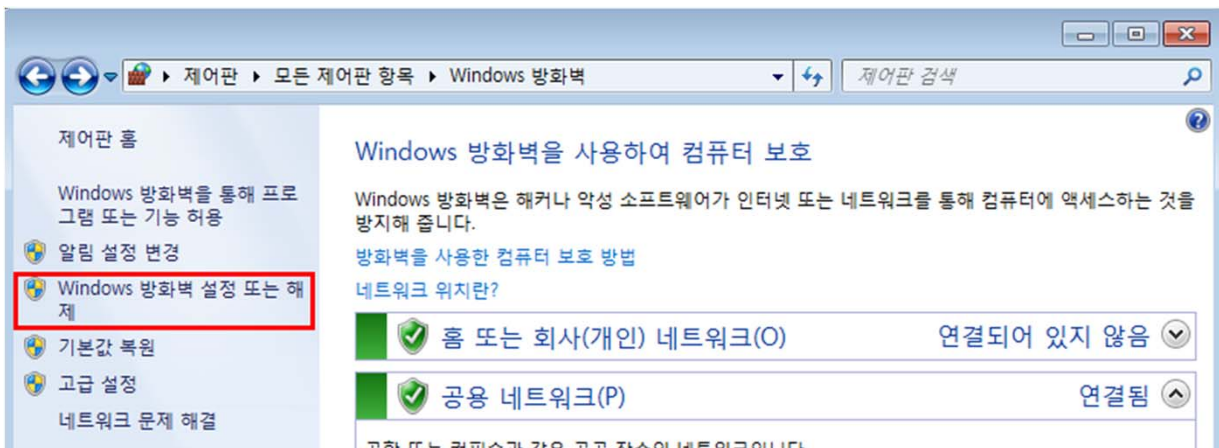 제어판 ▸ 모든 제어판 항목 ▸ Windows 방화벽
제어판 검색
제어판 홈
Windows 방화벽을 통해 프로
그램 또는 기능 허용
알림 설정 변경
Windows 방화벽 설정 또는 해
제
기본값 복원
고급 설정
네트워크 문제 해결
Windows 방화벽을 사용하여 컴퓨터 보호
Windows 방화벽은 해커나 악성 소프트웨어가 인터넷 또는 네트워크를 통해 컴퓨터에 액세스하는 것을
방지해 줍니다.
방화벽을 사용한 컴퓨터 보호 방법
네트워크 위치란?
홈 또는 회사(개인) 네트워크(O) 연결되어 있지 않음
공용 네트워크(P) 연결됨